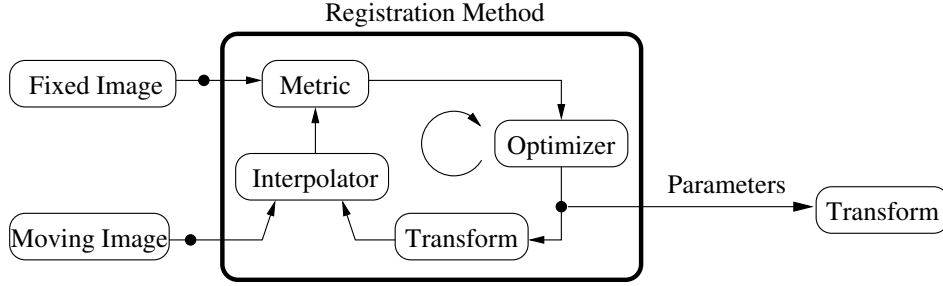 Registration Method
Fixed Image
Metric
Optimizer
Interpolator
Parameters
Transform
Moving Image
Transform